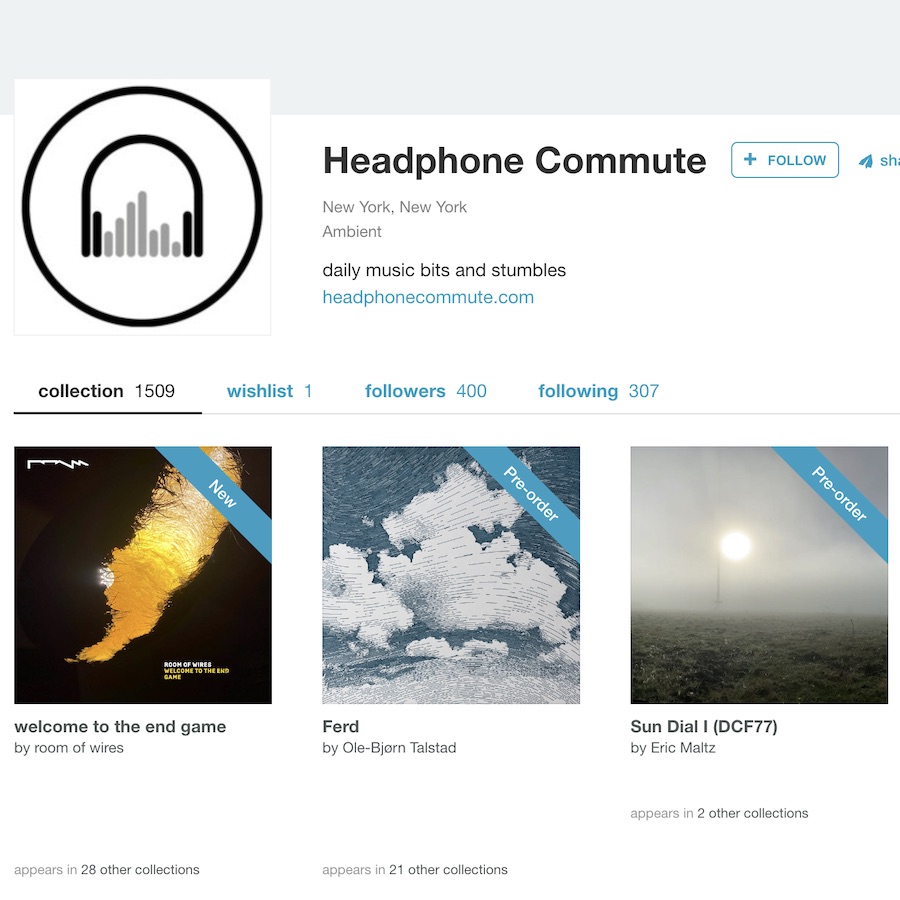 Headphone Commute
+ FOLLOW
New York, New York
Ambient
daily music bits and stumbles
headphonecommute.com
collection 1509
wishlist 1
followers 400
following 307
New
ROOM OF WIRES
WELCOME TO THE END
GAME
Pre-order
Pre-order
welcome to the end game
by room of wires
appears in 28 other collections
Ferd
by Ole-Bjørn Talstad
appears in 21 other collections
Sun Dial I (DCF77)
by Eric Maltz
appears in 2 other collections